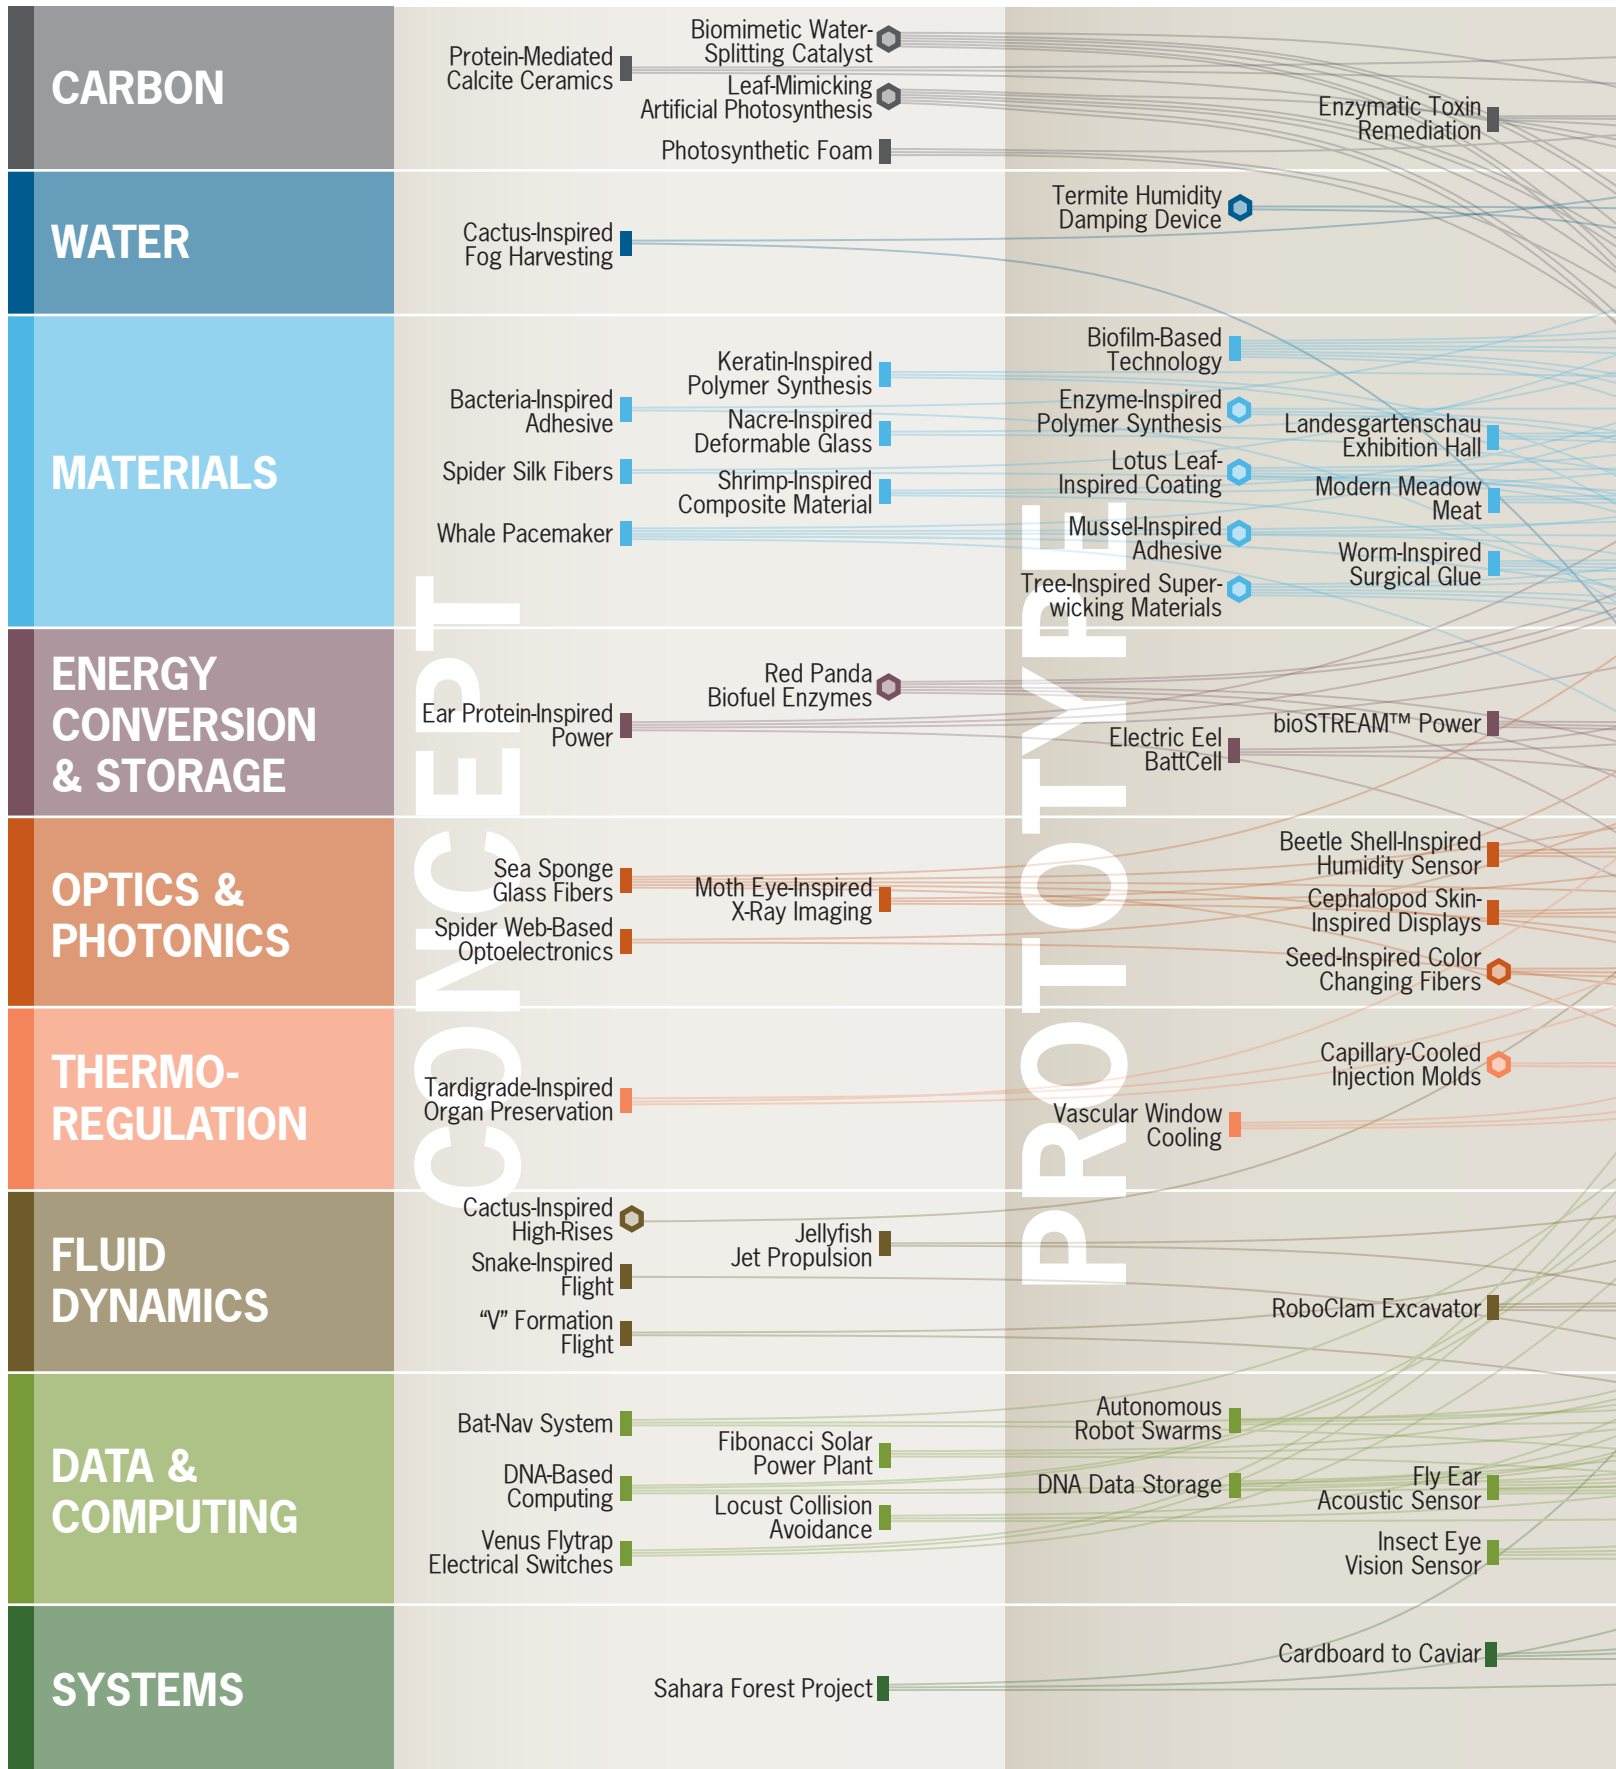 CARBON
Protein-Mediated
Calcite Ceramics
Biomimetic Water-
Splitting Catalyst
Leaf-Mimicking
Artificial Photosynthesis
Photosynthetic Foam
Enzymatic Toxin
Remediation
WATER
Cactus-Inspired
Fog Harvesting
Termite Humidity
Damping Device
MATERIALS
Bacteria-Inspired
Adhesive
Spider Silk Fibers
Whale Pacemaker
Keratin-Inspired
Polymer Synthesis
Nacre-Inspired
Deformable Glass
Shrimp-Inspired
Composite Material
Biofilm-Based
Technology
Enzyme-Inspired
Polymer Synthesis
Lotus Leaf-
Inspired Coating
Mussel-Inspired
Adhesive
Tree-Inspired Super-
wicking Materials
Landesgartenschau
Exhibition Hall
Modern Meadow
Meat
Worm-Inspired
Surgical Glue
CONCEPT
PROTOTYPE
ENERGY
CONVERSION
& STORAGE
Ear Protein-Inspired
Power
Red Panda
Biofuel Enzymes
Electric Eel
BattCell
bioSTREAM™ Power
OPTICS &
PHOTONICS
Sea Sponge
Glass Fibers
Spider Web-Based
Optoelectronics
Moth Eye-Inspired
X-Ray Imaging
Beetle Shell-Inspired
Humidity Sensor
Cephalopod Skin-
Inspired Displays
Seed-Inspired Color
Changing Fibers
THERMO-
REGULATION
Tardigrade-Inspired
Organ Preservation
Vascular Window
Cooling
Capillary-Cooled
Injection Molds
FLUID
DYNAMICS
Cactus-Inspired
High-Rises
Snake-Inspired
Flight
“V” Formation
Flight
Jellyfish
Jet Propulsion
RoboClam Excavator
DATA &
COMPUTING
Bat-Nav System
DNA-Based
Computing
Venus Flytrap
Electrical Switches
Fibonacci Solar
Power Plant
Locust Collision
Avoidance
Autonomous
Robot Swarms
DNA Data Storage
Fly Ear
Acoustic Sensor
Insect Eye
Vision Sensor
SYSTEMS
Sahara Forest Project
Cardboard to Caviar